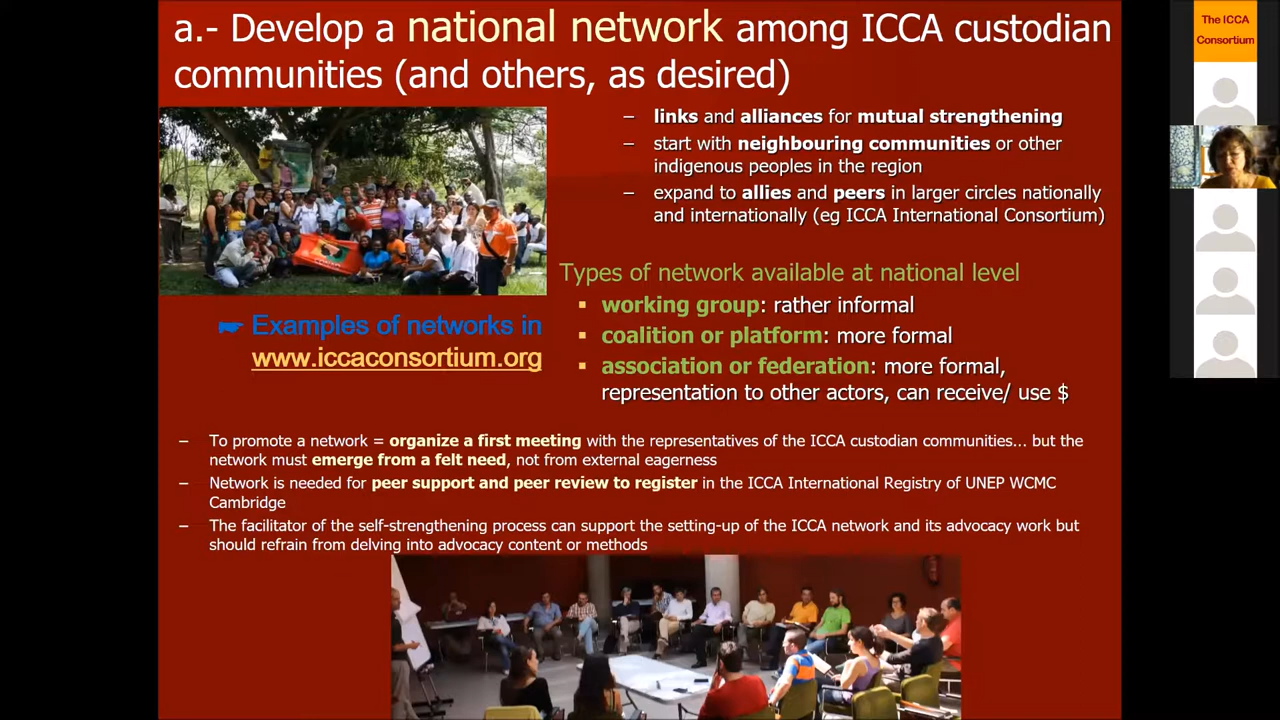 a.- Develop a national network among ICCA custodian
communities (and others, as desired)
– links and alliances for mutual strengthening
– start with neighbouring communities or other
indigenous peoples in the region
– expand to allies and peers in larger circles nationally
and internationally (eg ICCA International Consortium)
Types of network available at national level
▪ working group: rather informal
▪ coalition or platform: more formal
▪ association or federation: more formal,
representation to other actors, can receive/ use $
☛ Examples of networks in
www.iccaconsortium.org
– To promote a network = organize a first meeting with the representatives of the ICCA custodian communities... but the
network must emerge from a felt need, not from external eagerness
– Network is needed for peer support and peer review to register in the ICCA International Registry of UNEP WCMC
Cambridge
– The facilitator of the self-strengthening process can support the setting-up of the ICCA network and its advocacy work but
should refrain from delving into advocacy content or methods
The ICCA
Consortium